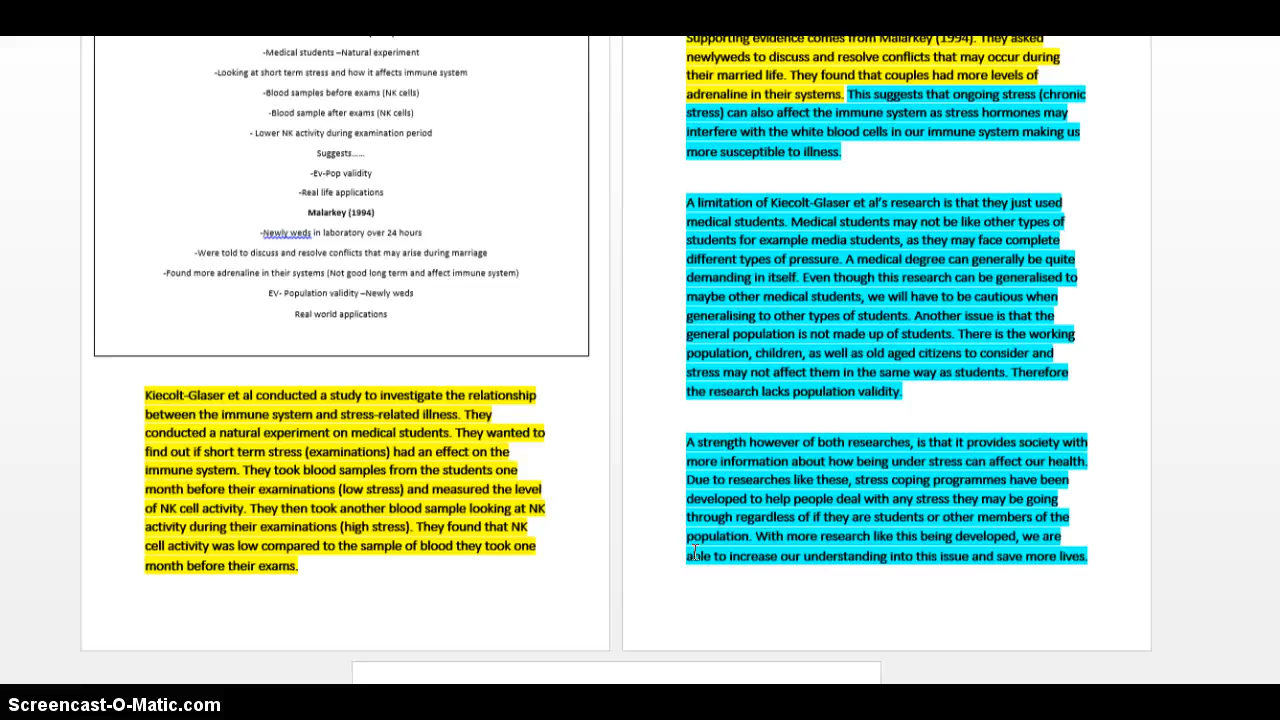 -Medical students –Natural experiment
-Looking at short term stress and how it affects immune system
-Blood samples before exams (NK cells)
-Blood sample after exams (NK cells)
- Lower NK activity during examination period
Suggests......
-Ev-Pop validity
-Real life applications
Malarkey (1994)
-Newly weds in laboratory over 24 hours
-Were told to discuss and resolve conflicts that may arise during marriage
-Found more adrenaline in their systems (Not good long term and affect immune system)
EV- Population validity –Newly weds
Real world applications
Kiecolt-Glaser et al conducted a study to investigate the relationship
between the immune system and stress-related illness. They
conducted a natural experiment on medical students. They wanted to
find out if short term stress (examinations) had an effect on the
immune system. They took blood samples from the students one
month before their examinations (low stress) and measured the level
of NK cell activity. They then took another blood sample looking at NK
activity during their examinations (high stress). They found that NK
cell activity was low compared to the sample of blood they took one
month before their exams.
Supporting evidence comes from Malarkey (1994). They asked
newlyweds to discuss and resolve conflicts that may occur during
their married life. They found that couples had more levels of
adrenaline in their systems. This suggests that ongoing stress (chronic
stress) can also affect the immune system as stress hormones may
interfere with the white blood cells in our immune system making us
more susceptible to illness.
A limitation of Kiecolt-Glaser et al's research is that they just used
medical students. Medical students may not be like other types of
students for example media students, as they may face complete
different types of pressure. A medical degree can generally be quite
demanding in itself. Even though this research can be generalised to
maybe other medical students, we will have to be cautious when
generalising to other types of students. Another issue is that the
general population is not made up of students. There is the working
population, children, as well as old aged citizens to consider and
stress may not affect them in the same way as students. Therefore
the research lacks population validity.
A strength however of both researches, is that it provides society with
more information about how being under stress can affect our health.
Due to researches like these, stress coping programmes have been
developed to help people deal with any stress they may be going
through regardless of if they are students or other members of the
population. With more research like this being developed, we are
able to increase our understanding into this issue and save more lives.
Screencast-O-Matic.com